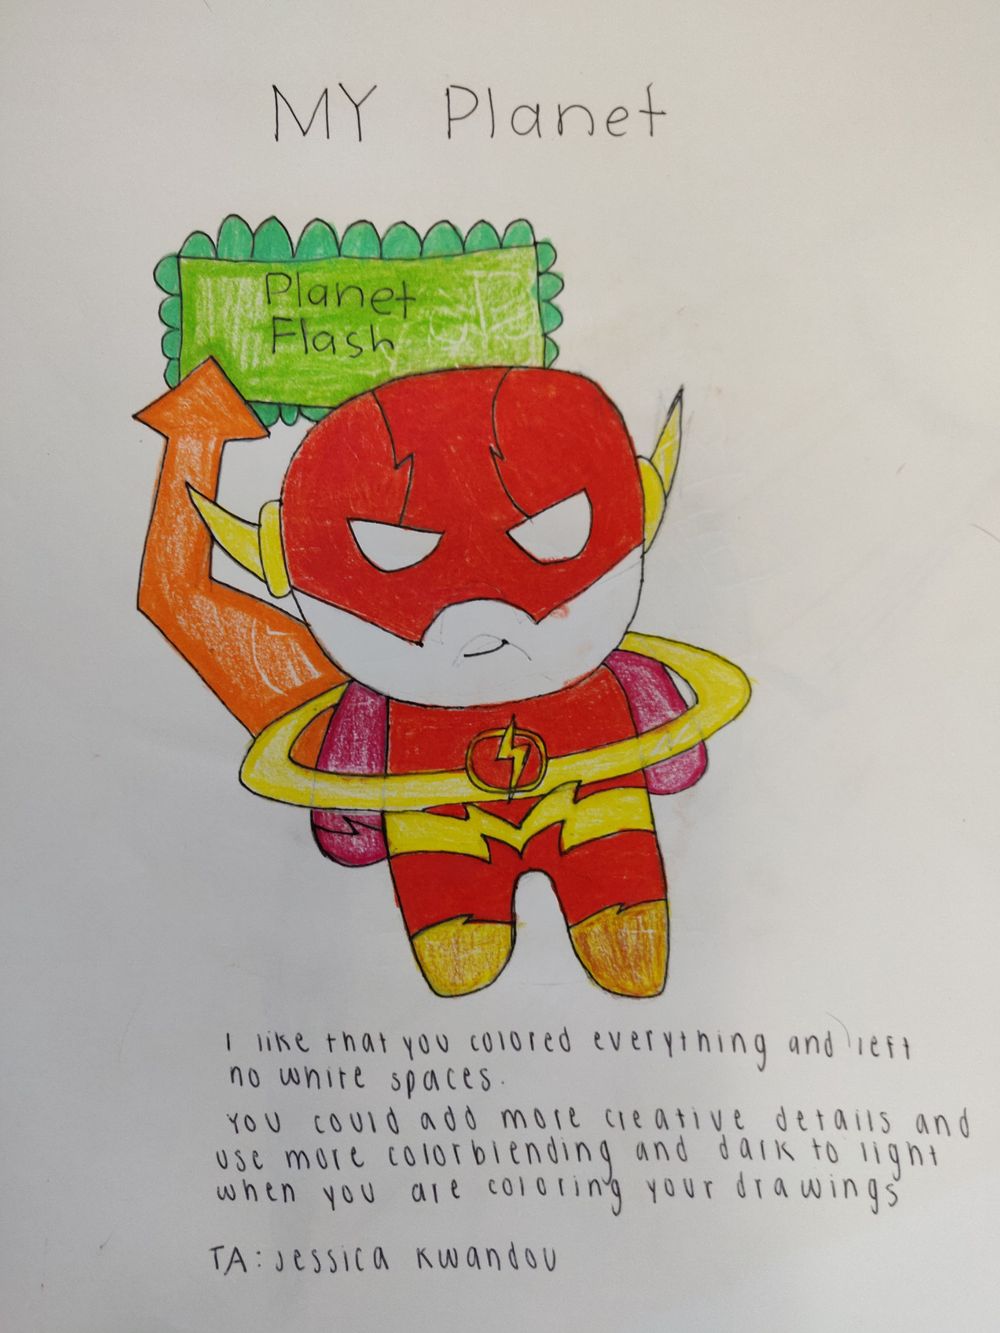 MY Planet
Planet
Flash
I like that you colored everything and left
no white spaces.
You could add more creative details and
use more colorblending and dark to light
when you are coloring your drawings
TA: Jessica Kwandou